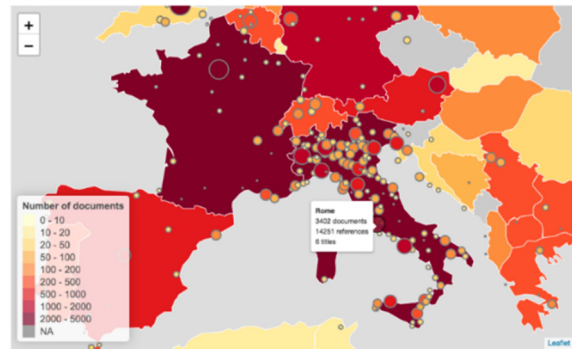 +
−
Rome
3402 documents
14251 references
6 titles
Number of documents
0 - 10
10 - 20
20 - 50
50 - 100
100 - 200
200 - 500
500 - 1000
1000 - 2000
2000 - 5000
NA
Leaflet